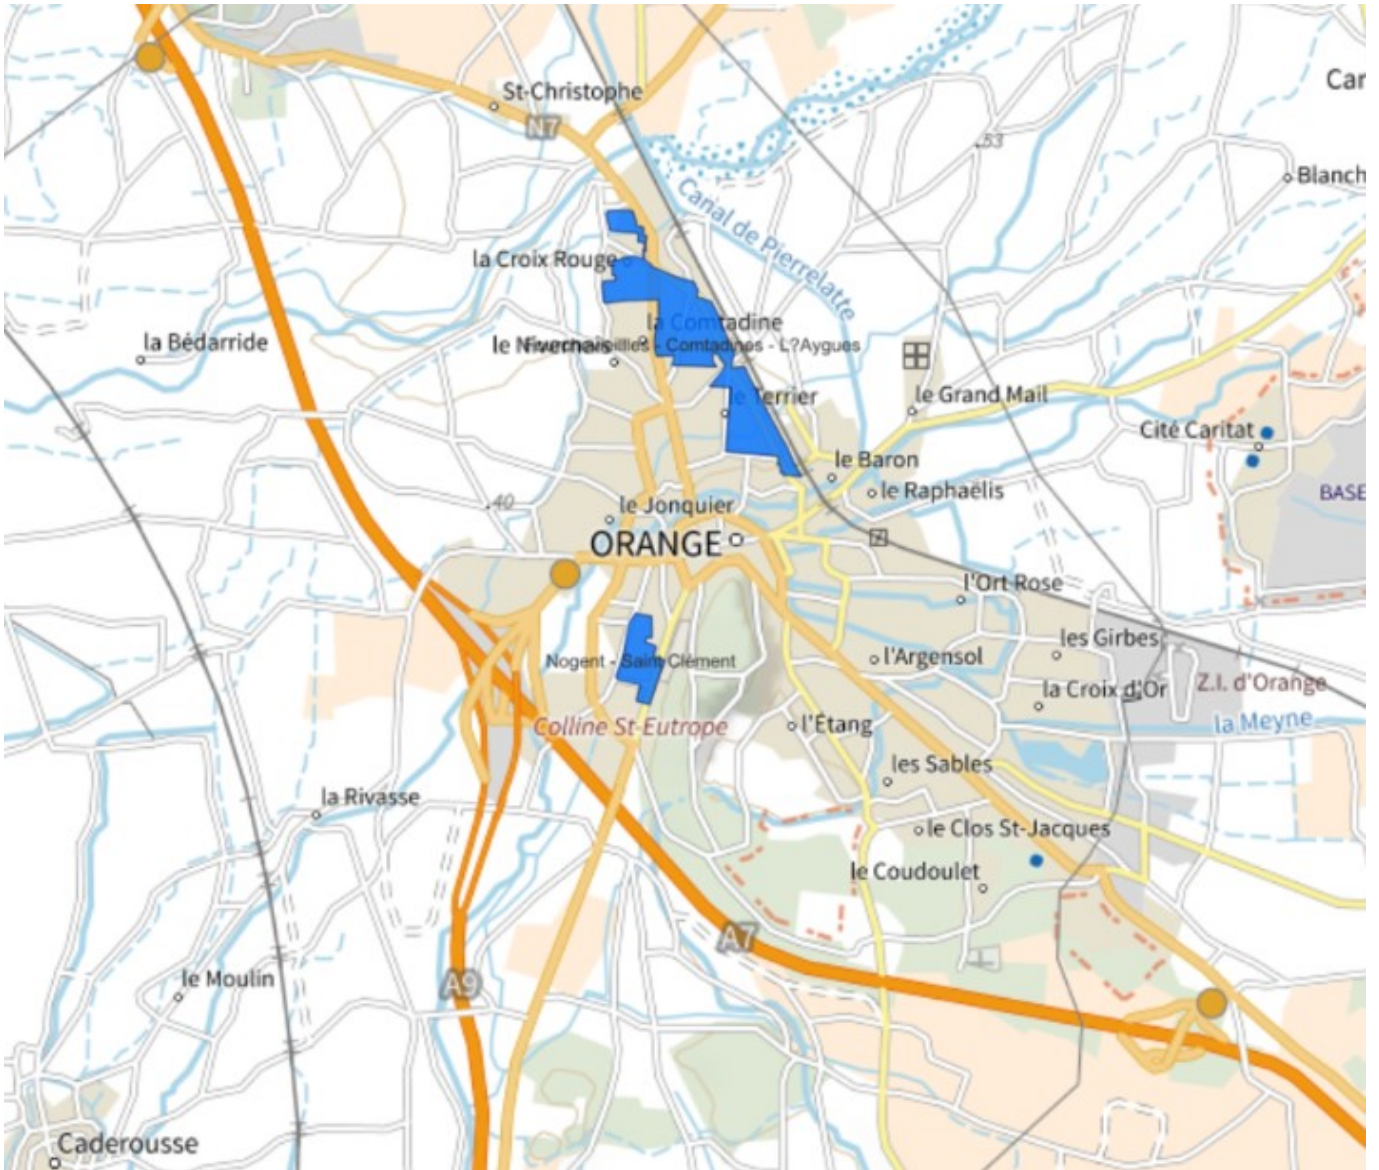 Car
St-Christophe
N7
53
Blanch
Canal de Pierrelatte
la Croix Rouge
la Comtadine
la Bédarride
le Nivernais
- Comtadines - L?Aygues
le Terrier
le Grand Mail
Cité Caritat
le Baron
le Raphaëlis
BASE
40
le Jonquier
ORANGE
l'Ort Rose
les Girbes
l'Argensol
Nogent - Saint Clément
la Croix d'Or
Z.I. d'Orange
Colline St-Eutrope
l'Étang
la Meyne
les Sables
la Rivasse
le Clos St-Jacques
le Coudoulet
A7
le Moulin
A9
Caderousse